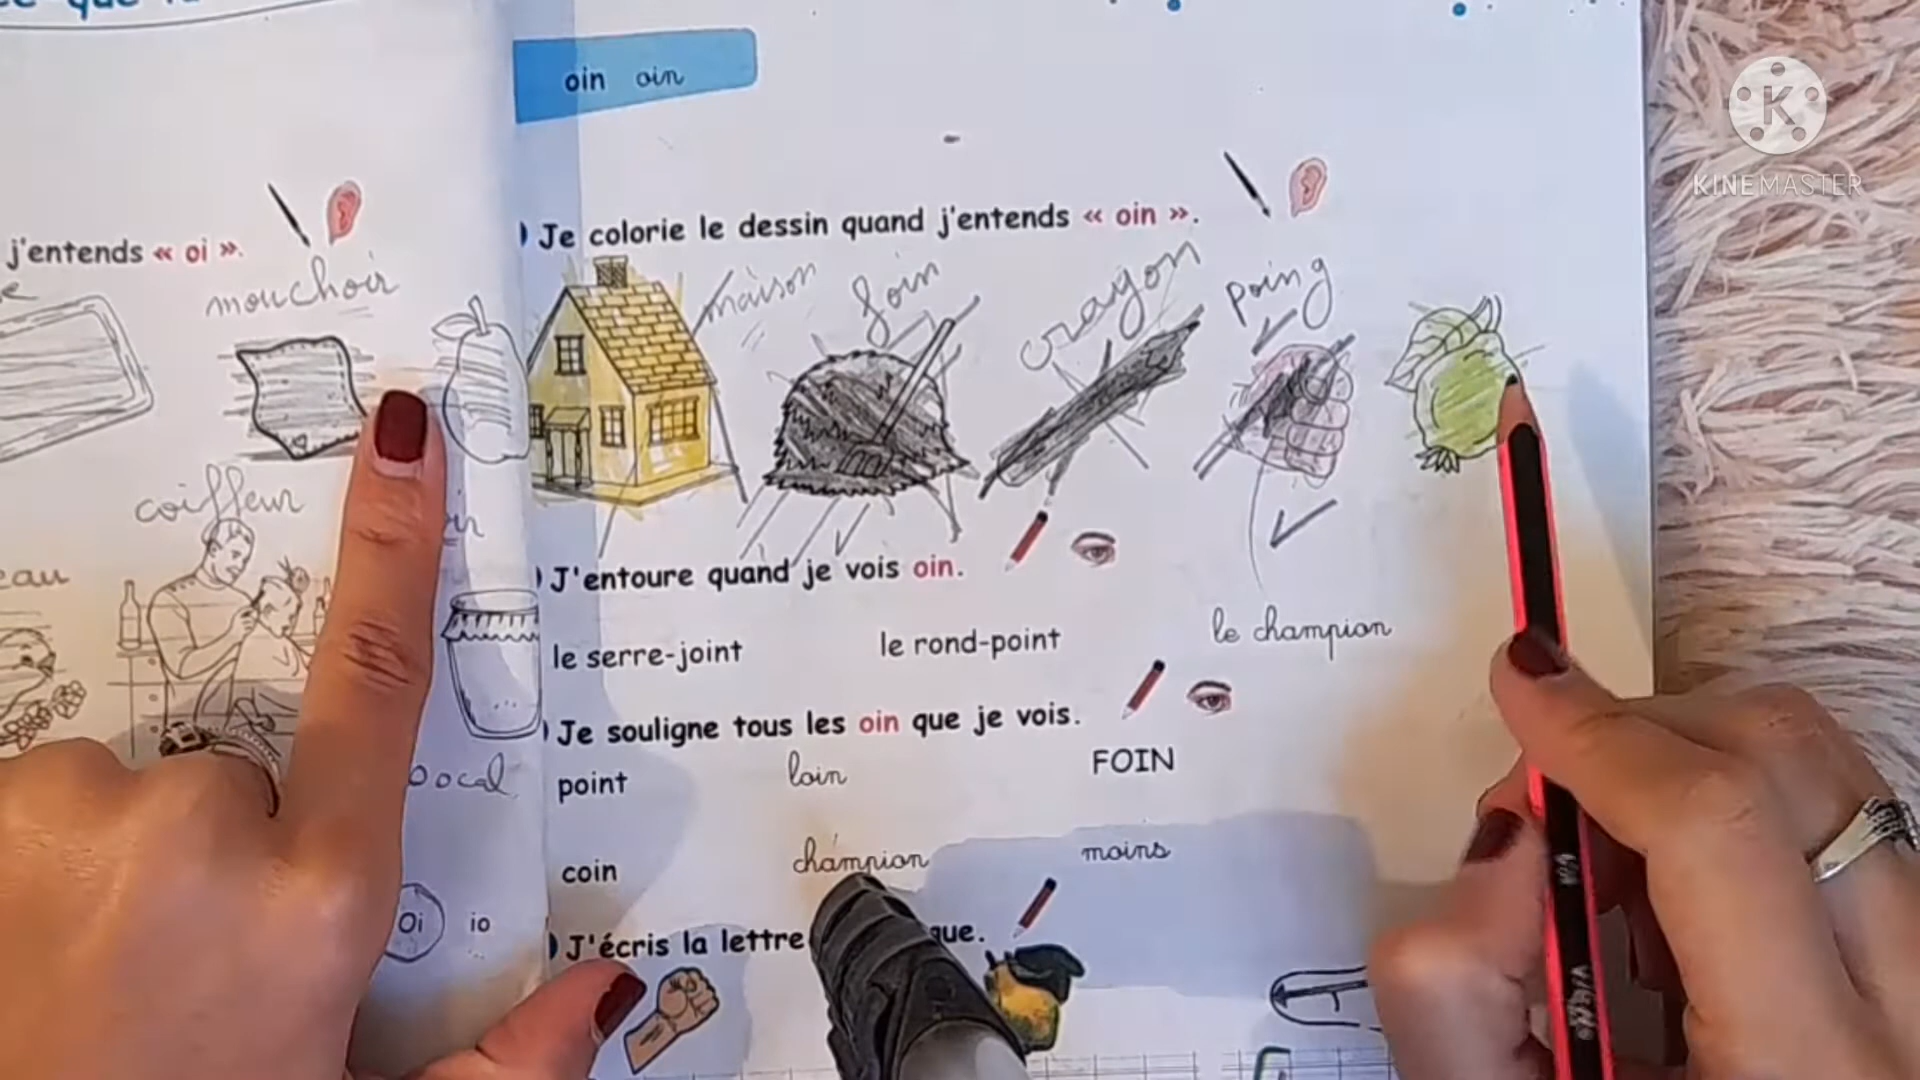 j'entends « oi ».
mouchoir
coiffeur
eau
bocal
oi io
oin oin
Je colorie le dessin quand j'entends « oin ».
maison foin crayon poing
J'entoure quand je vois oin.
le serre-joint le rond-point le champion
Je souligne tous les oin que je vois.
point loin FOIN
coin champion moins
J'écris la lettre que.
KINEMASTER